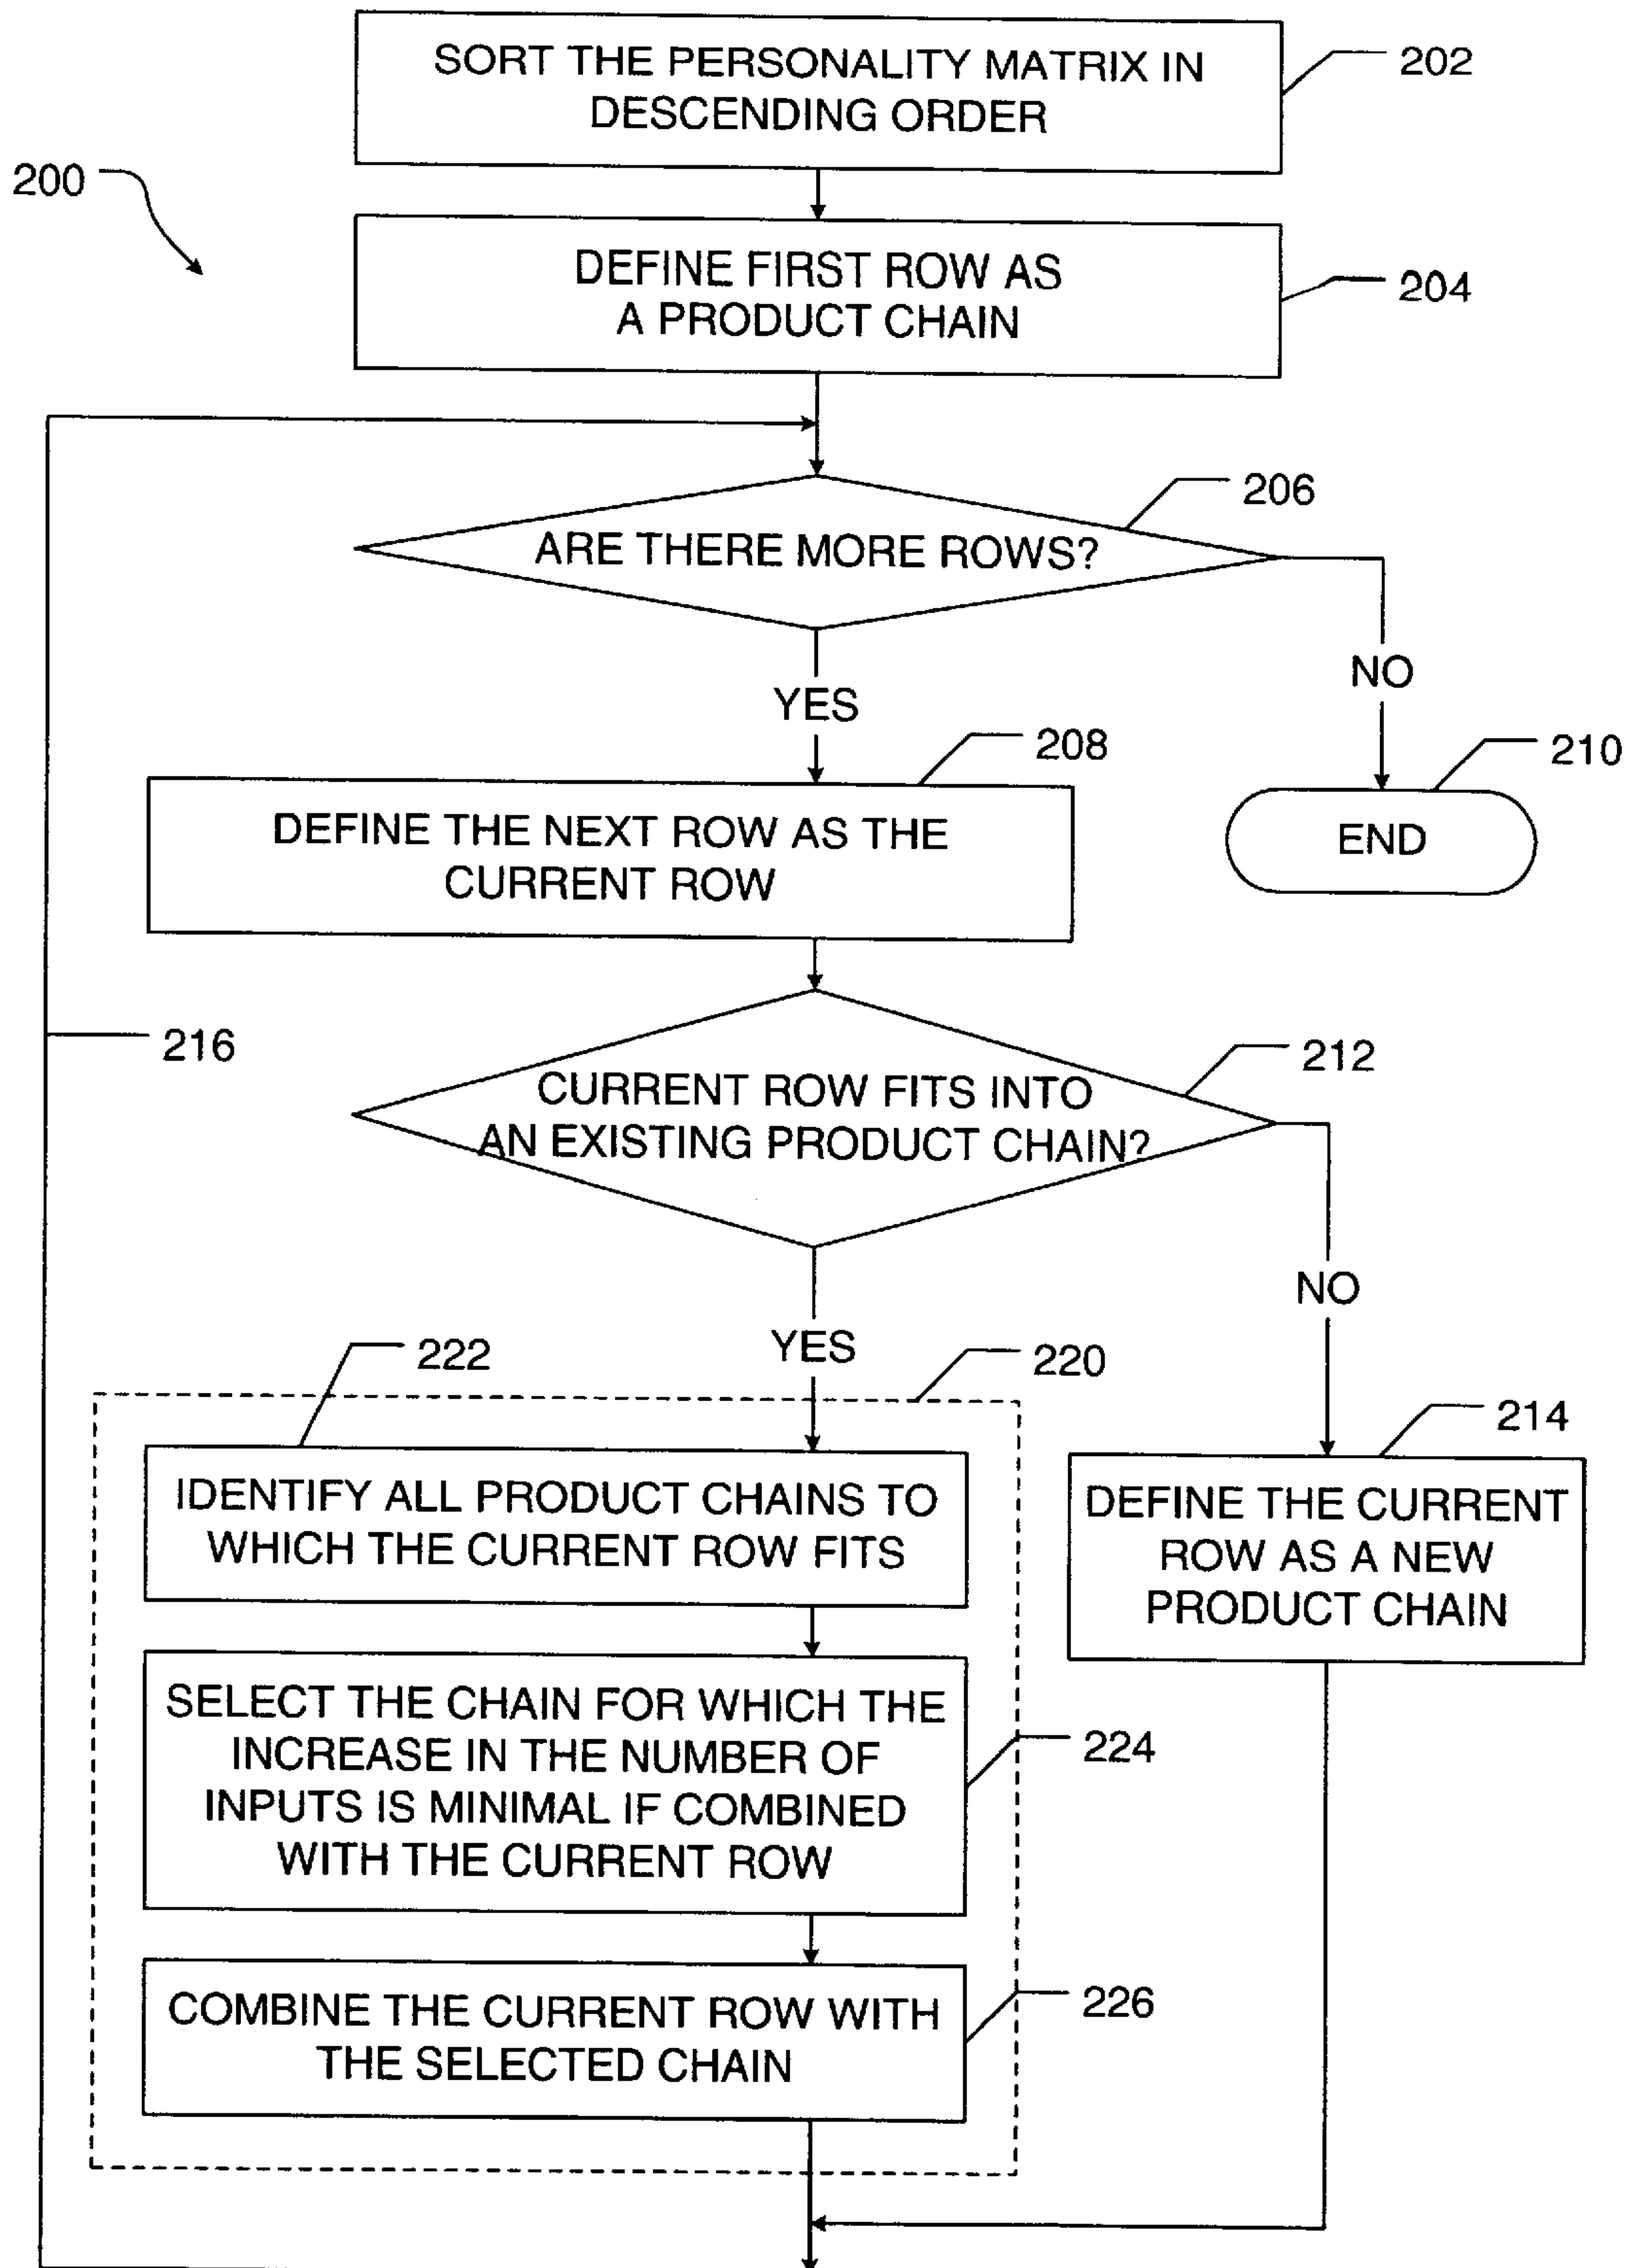 SORT THE PERSONALITY MATRIX IN
DESCENDING ORDER
202
200
DEFINE FIRST ROW AS
A PRODUCT CHAIN
204
206
ARE THERE MORE ROWS?
NO
YES
208
210
DEFINE THE NEXT ROW AS THE
CURRENT ROW
END
216
212
CURRENT ROW FITS INTO
AN EXISTING PRODUCT CHAIN?
NO
YES
222
220
214
IDENTIFY ALL PRODUCT CHAINS TO
WHICH THE CURRENT ROW FITS
DEFINE THE CURRENT
ROW AS A NEW
PRODUCT CHAIN
SELECT THE CHAIN FOR WHICH THE
INCREASE IN THE NUMBER OF
INPUTS IS MINIMAL IF COMBINED
WITH THE CURRENT ROW
224
COMBINE THE CURRENT ROW WITH
THE SELECTED CHAIN
226